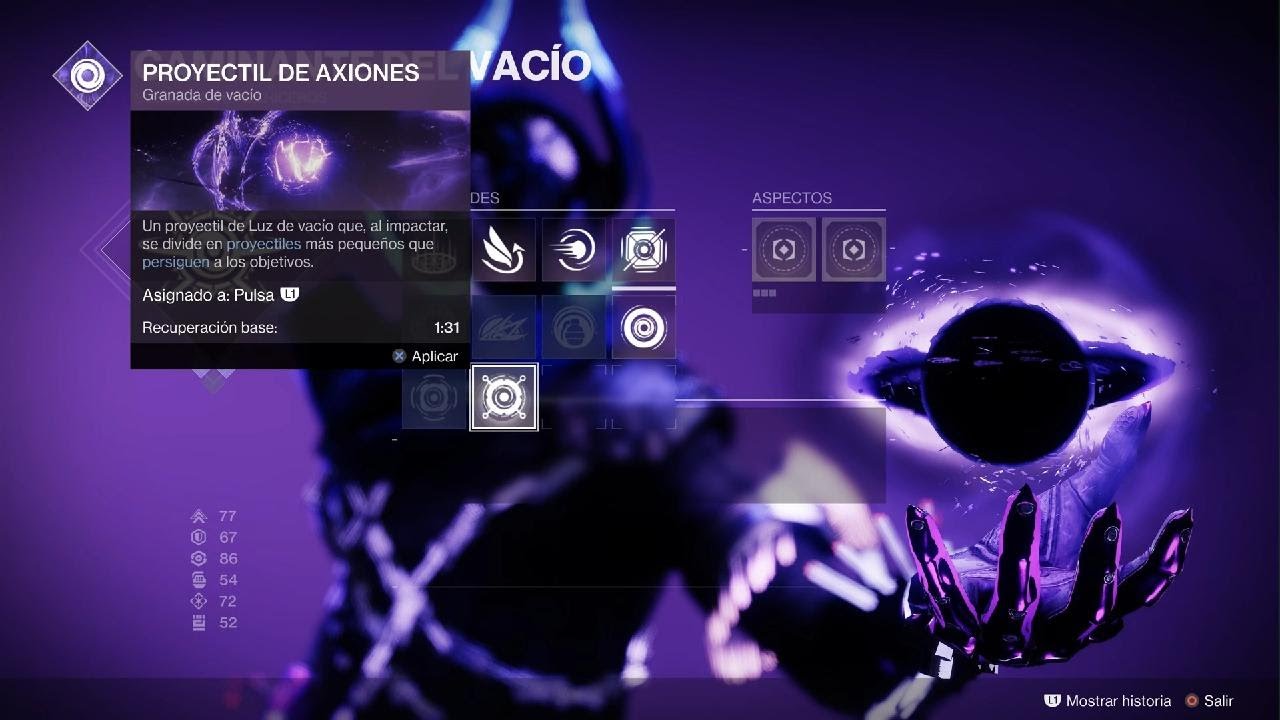 PROYECTIL DE AXIONES
VACÍO
Granada de vacío
Un proyectil de Luz de vacío que, al impactar,
se divide en proyectiles más pequeños que
persiguen a los objetivos.
Asignado a: Pulsa L1
Recuperación base: 1:31
Aplicar
DES
ASPECTOS
77
67
86
54
72
52
L1 Mostrar historia
Salir